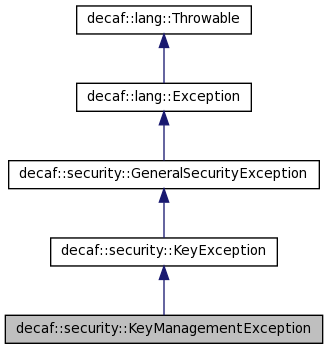 decaf::lang::Throwable
decaf::lang::Exception
decaf::security::GeneralSecurityException
decaf::security::KeyException
decaf::security::KeyManagementException